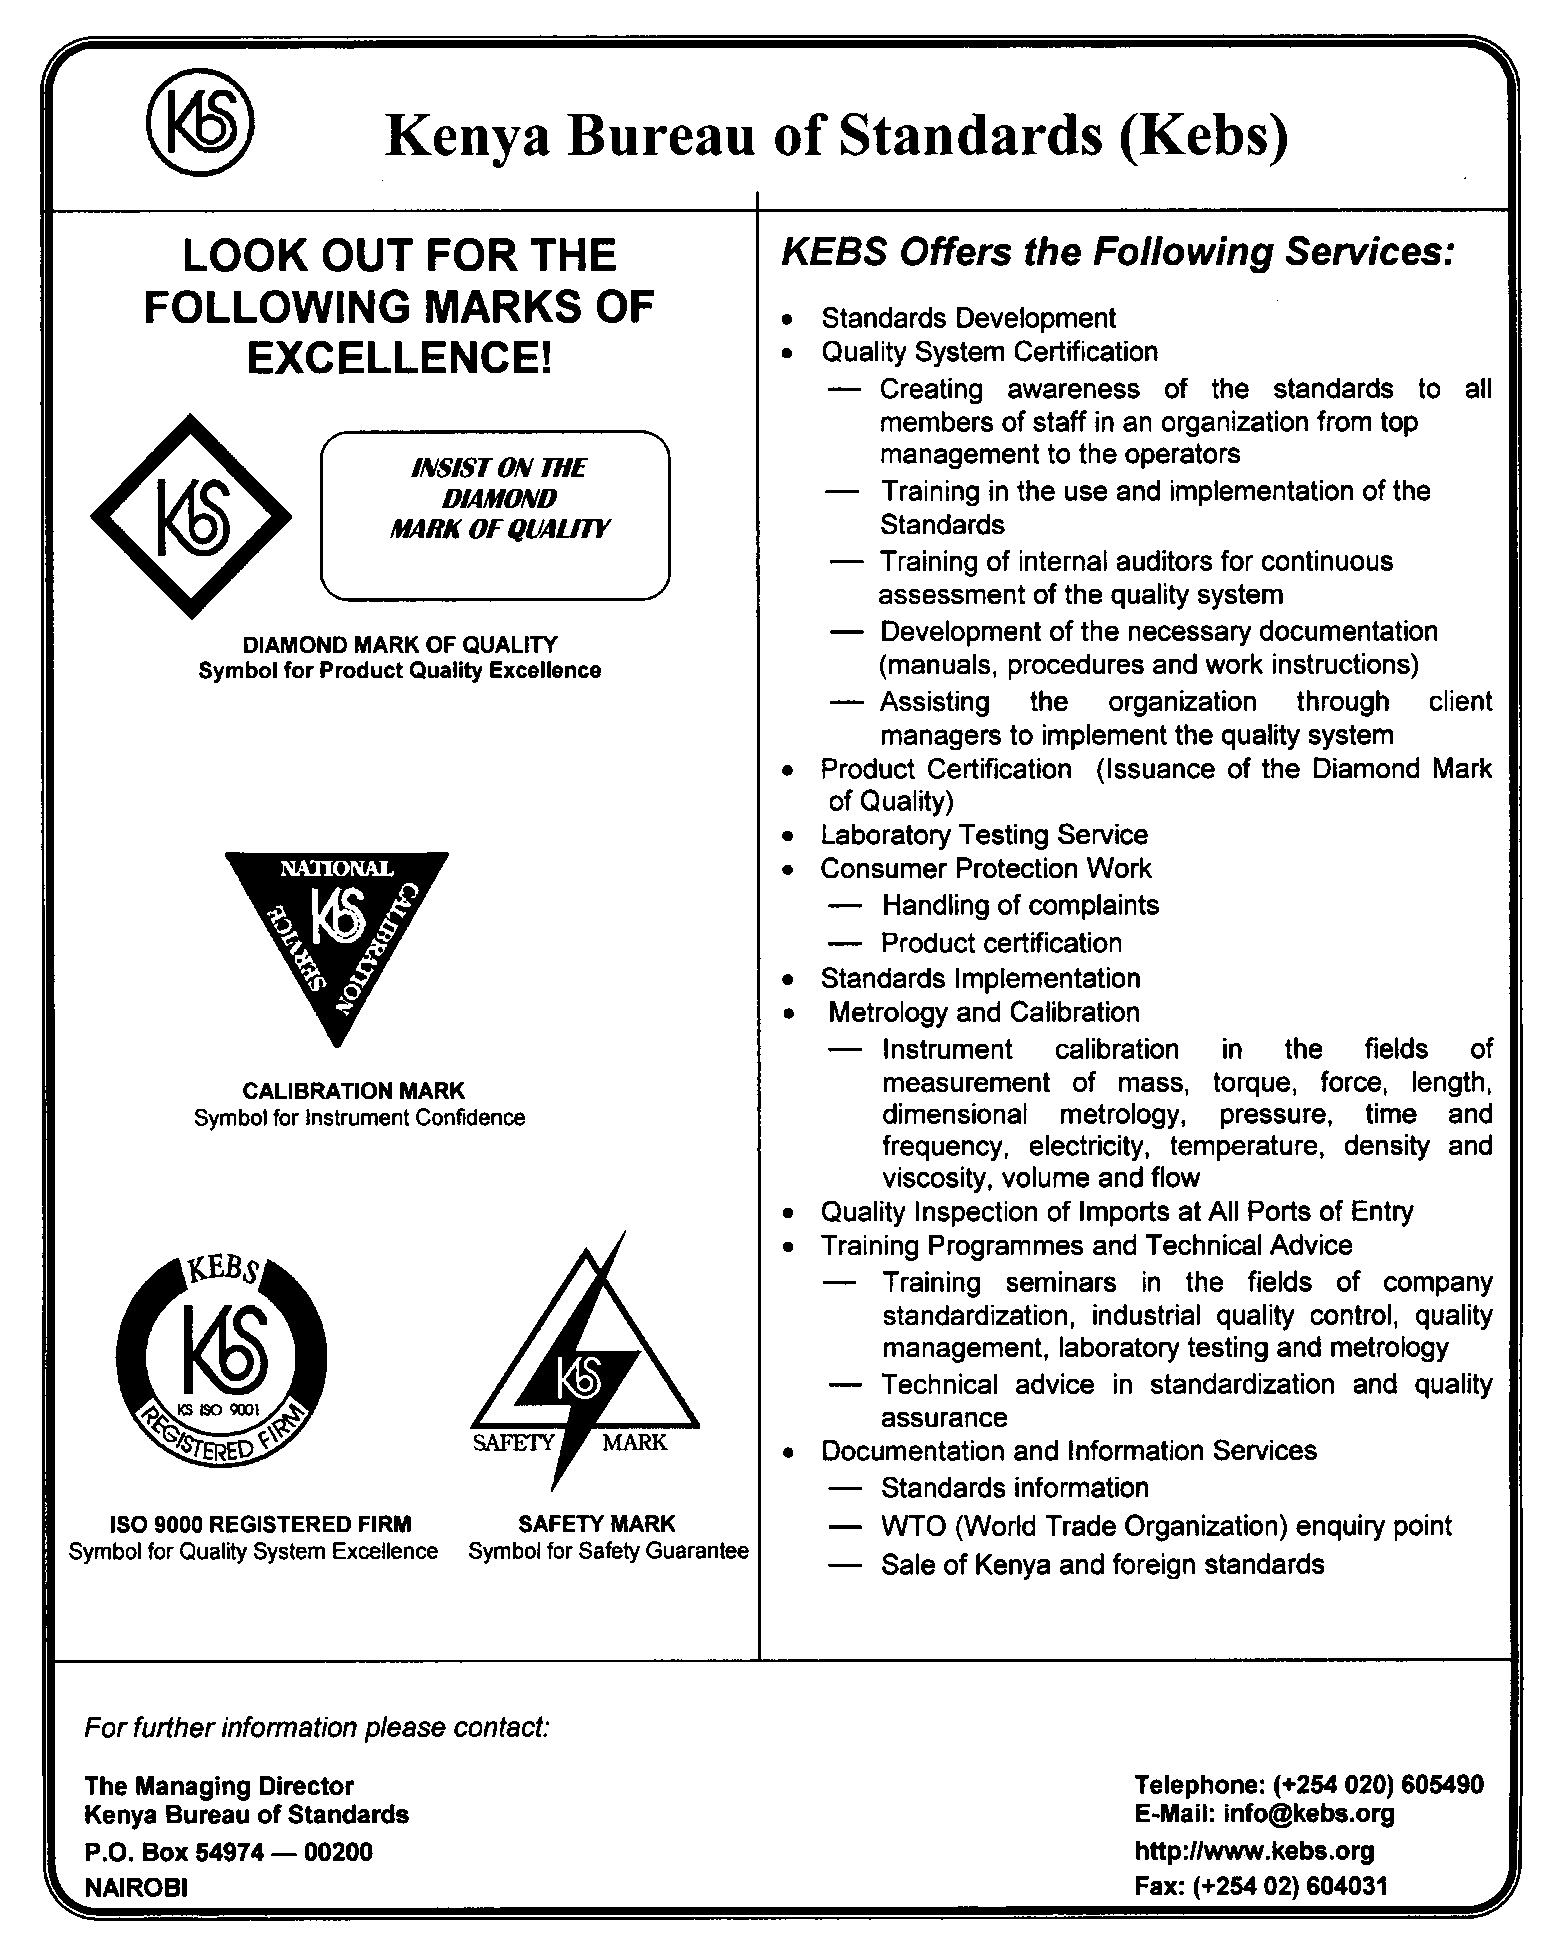 KbS
Kenya Bureau of Standards (Kebs)
LOOK OUT FOR THE
FOLLOWING MARKS OF
EXCELLENCE!
KbS
INSIST ON THE
DIAMOND
MARK OF QUALITY
DIAMOND MARK OF QUALITY
Symbol for Product Quality Excellence
NATIONAL
CALIBRATION
SERVICE
KbS
CALIBRATION MARK
Symbol for Instrument Confidence
KEBS
KbS
KS ISO 9001
REGISTERED FIRM
ISO 9000 REGISTERED FIRM
Symbol for Quality System Excellence
KbS
SAFETY MARK
SAFETY MARK
Symbol for Safety Guarantee
KEBS Offers the Following Services:
• Standards Development
• Quality System Certification
— Creating awareness of the standards to all
members of staff in an organization from top
management to the operators
— Training in the use and implementation of the
Standards
— Training of internal auditors for continuous
assessment of the quality system
— Development of the necessary documentation
(manuals, procedures and work instructions)
— Assisting the organization through client
managers to implement the quality system
• Product Certification (Issuance of the Diamond Mark
of Quality)
• Laboratory Testing Service
• Consumer Protection Work
— Handling of complaints
— Product certification
• Standards Implementation
• Metrology and Calibration
— Instrument calibration in the fields of
measurement of mass, torque, force, length,
dimensional metrology, pressure, time and
frequency, electricity, temperature, density and
viscosity, volume and flow
• Quality Inspection of Imports at All Ports of Entry
• Training Programmes and Technical Advice
— Training seminars in the fields of company
standardization, industrial quality control, quality
management, laboratory testing and metrology
— Technical advice in standardization and quality
assurance
• Documentation and Information Services
— Standards information
— WTO (World Trade Organization) enquiry point
— Sale of Kenya and foreign standards
For further information please contact:
The Managing Director
Kenya Bureau of Standards
P.O. Box 54974 — 00200
NAIROBI
Telephone: (+254 020) 605490
E-Mail: info@kebs.org
http://www.kebs.org
Fax: (+254 02) 604031